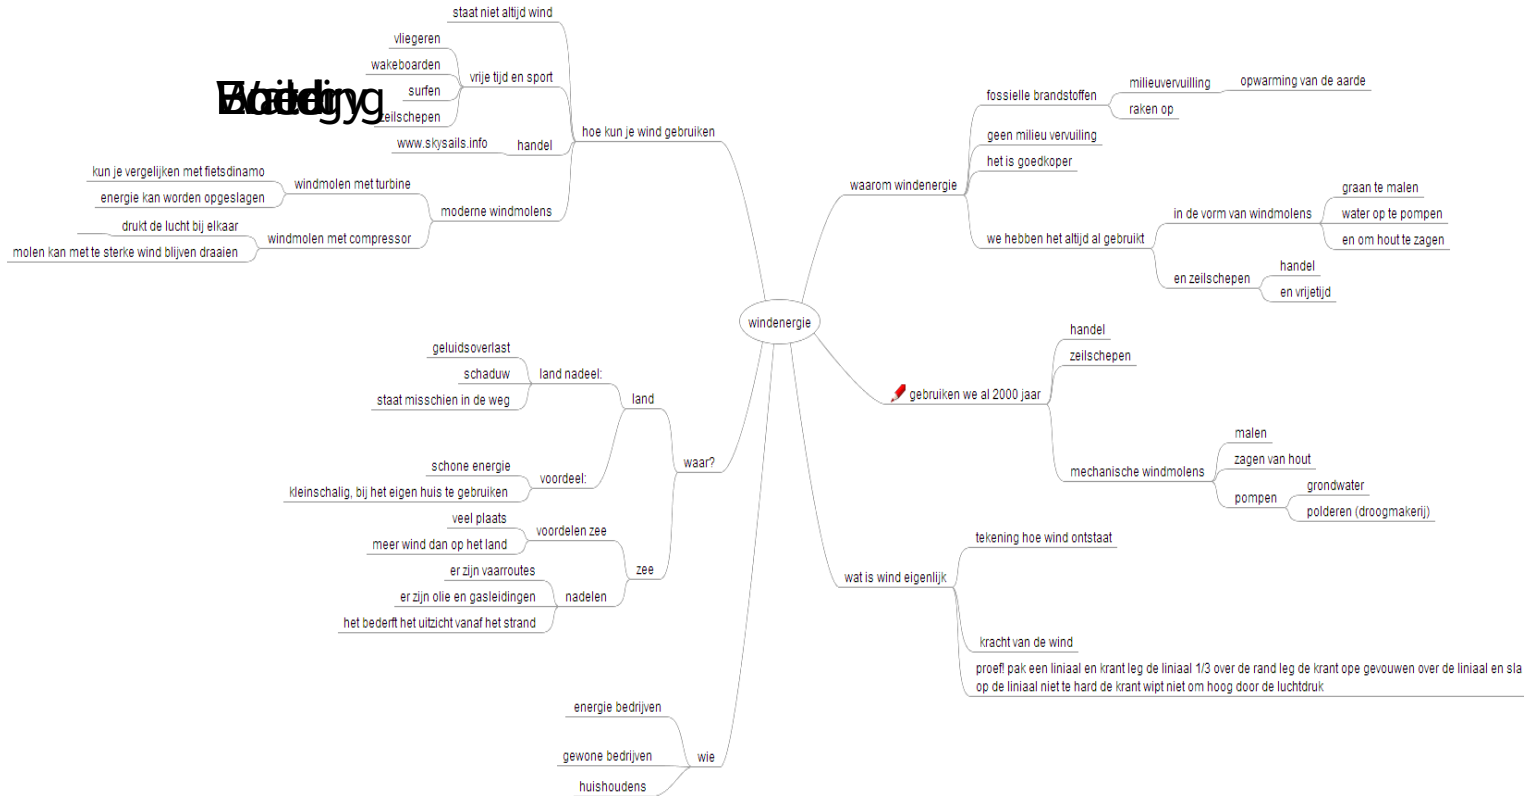 staat niet altijd wind
vliegeren
wakeboarden
surfen
zeilschepen
vrije tijd en sport
www.skysails.info
handel
hoe kun je wind gebruiken
kun je vergelijken met fietsdinamo
energie kan worden opgeslagen
windmolen met turbine
drukt de lucht bij elkaar
molen kan met te sterke wind blijven draaien
windmolen met compressor
moderne windmolens
geluidsoverlast
schaduw
staat misschien in de weg
land nadeel:
land
schone energie
kleinschalig, bij het eigen huis te gebruiken
voordeel:
waar?
veel plaats
meer wind dan op het land
voordelen zee
zee
er zijn vaarroutes
er zijn olie en gasleidingen
het bederft het uitzicht vanaf het strand
nadelen
energie bedrijven
gewone bedrijven
huishoudens
wie
windenergie
waarom windenergie
fossielle brandstoffen
milieuvervuilling
opwarming van de aarde
raken op
geen milieu vervuiling
het is goedkoper
we hebben het altijd al gebruikt
in de vorm van windmolens
graan te malen
water op te pompen
en om hout te zagen
en zeilschepen
handel
en vrijetijd
gebruiken we al 2000 jaar
handel
zeilschepen
mechanische windmolens
malen
zagen van hout
pompen
grondwater
polderen (droogmakerij)
wat is wind eigenlijk
tekening hoe wind ontstaat
kracht van de wind
proef! pak een liniaal en krant leg de liniaal 1/3 over de rand leg de krant ope gevouwen over de liniaal en sla
op de liniaal niet te hard de krant wipt niet om hoog door de luchtdruk